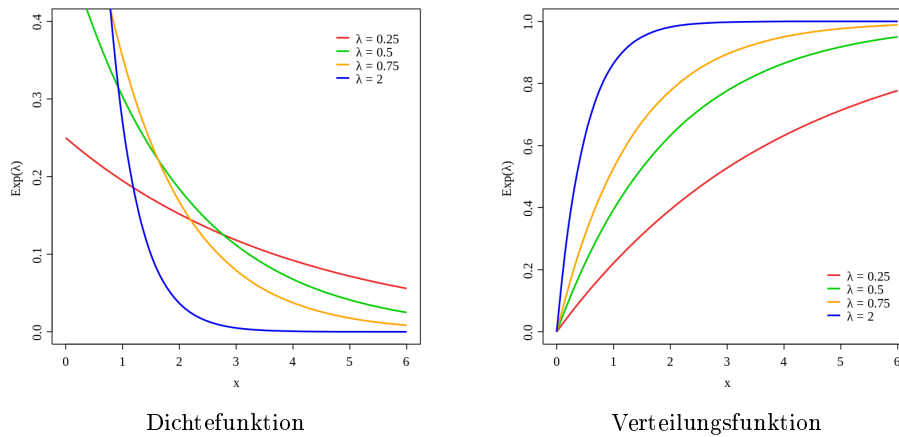 0.4
0.3
0.2
0.1
0.0
Exp(λ)
λ = 0.25
λ = 0.5
λ = 0.75
λ = 2
0 1 2 3 4 5 6
x
Dichtefunktion
1.0
0.8
0.6
0.4
0.2
0.0
Exp(λ)
λ = 0.25
λ = 0.5
λ = 0.75
λ = 2
0 1 2 3 4 5 6
x
Verteilungsfunktion